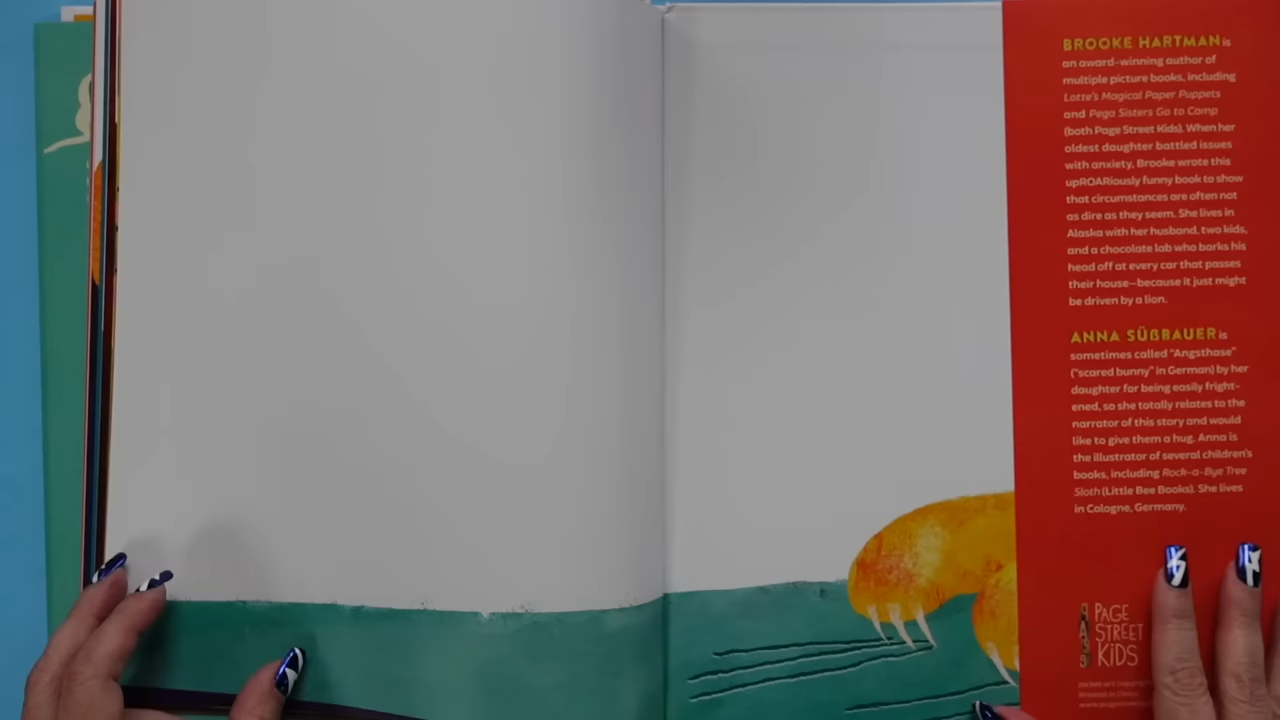 BROOKE HARTMAN is
an award-winning author of
multiple picture books, including
Lotte's Magical Paper Puppets
and Pega Sisters Go to Camp
(both Page Street Kids). When her
oldest daughter battled issues
with anxiety, Brooke wrote this
upROARiously funny book to show
that circumstances are often not
as dire as they seem. She lives in
Alaska with her husband, two kids,
and a chocolate lab who barks his
head off at every car that passes
their house—because it just might
be driven by a lion.
ANNA SÜßBAUER is
sometimes called "Angsthase"
("scared bunny" in German) by her
daughter for being easily fright-
ened, so she totally relates to the
narrator of this story and would
like to give them a hug. Anna is
the illustrator of several children's
books, including Rock-a-Bye Tree
Sloth (Little Bee Books). She lives
in Cologne, Germany.
PAGE
STREET
KIDS